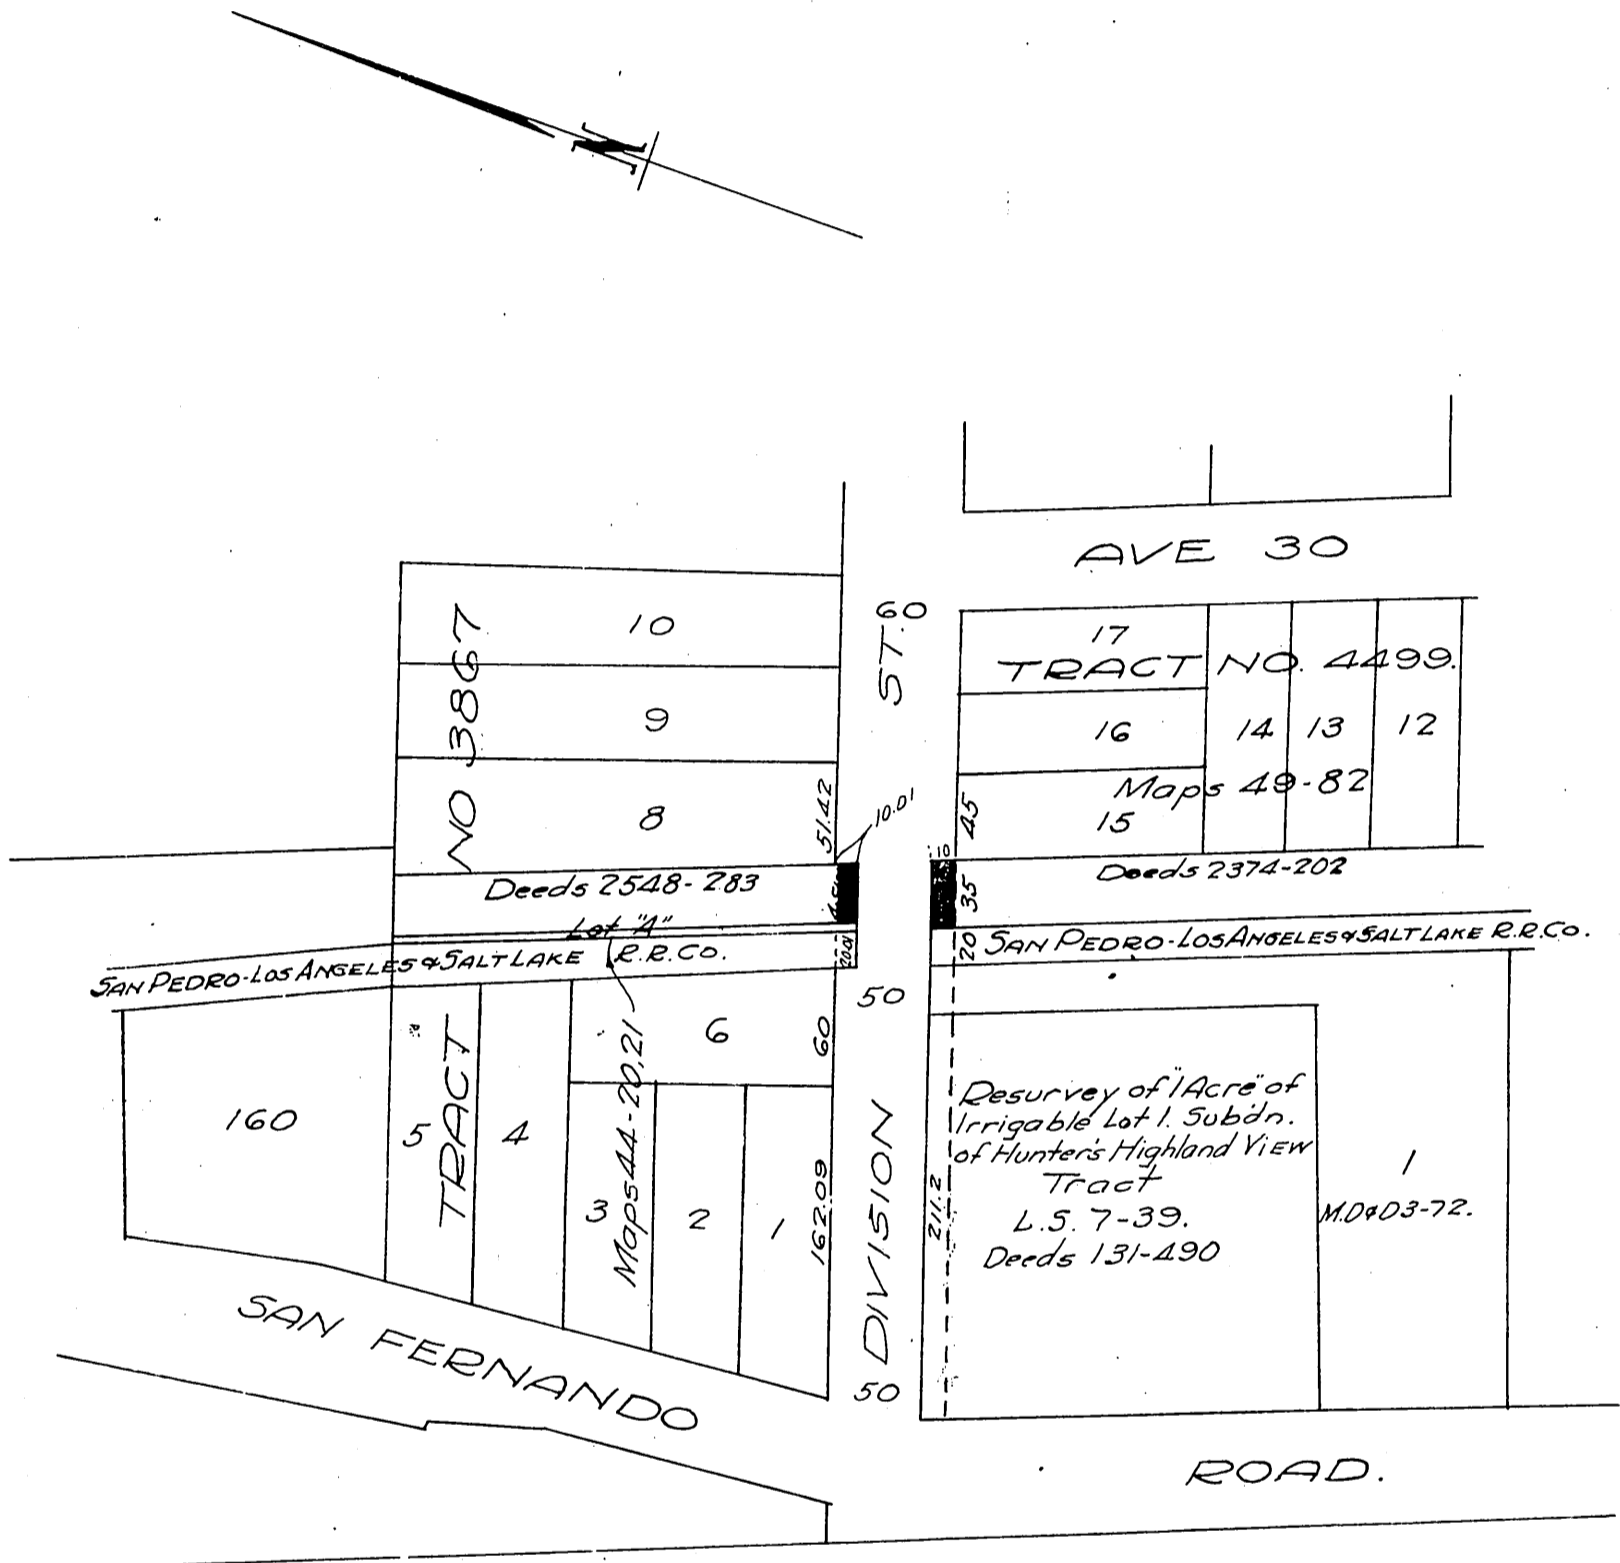 N
AVE 30
60
10
17
NO 3867
ST.
TRACT NO. 4499.
9
16
14
13
12
Maps 49-82
51.42
10.01
45
8
15
10
Deeds 2548-283
35
Deeds 2374-202
Lot "A"
SAN PEDRO-LOS ANGELES & SALT LAKE R.R.CO.
20.01
20
SAN PEDRO-LOS ANGELES & SALT LAKE R.R.CO.
50
6
60
160
5
TRACT
4
Maps 44-20,21
3
2
1
162.09
DIVISION
211.2
Resurvey of "1 Acre" of
Irrigable Lot 1. Subdn.
of Hunter's Highland View
Tract
L.S. 7-39.
Deeds 131-490
1
M.D&D3-72.
SAN FERNANDO
50
ROAD.